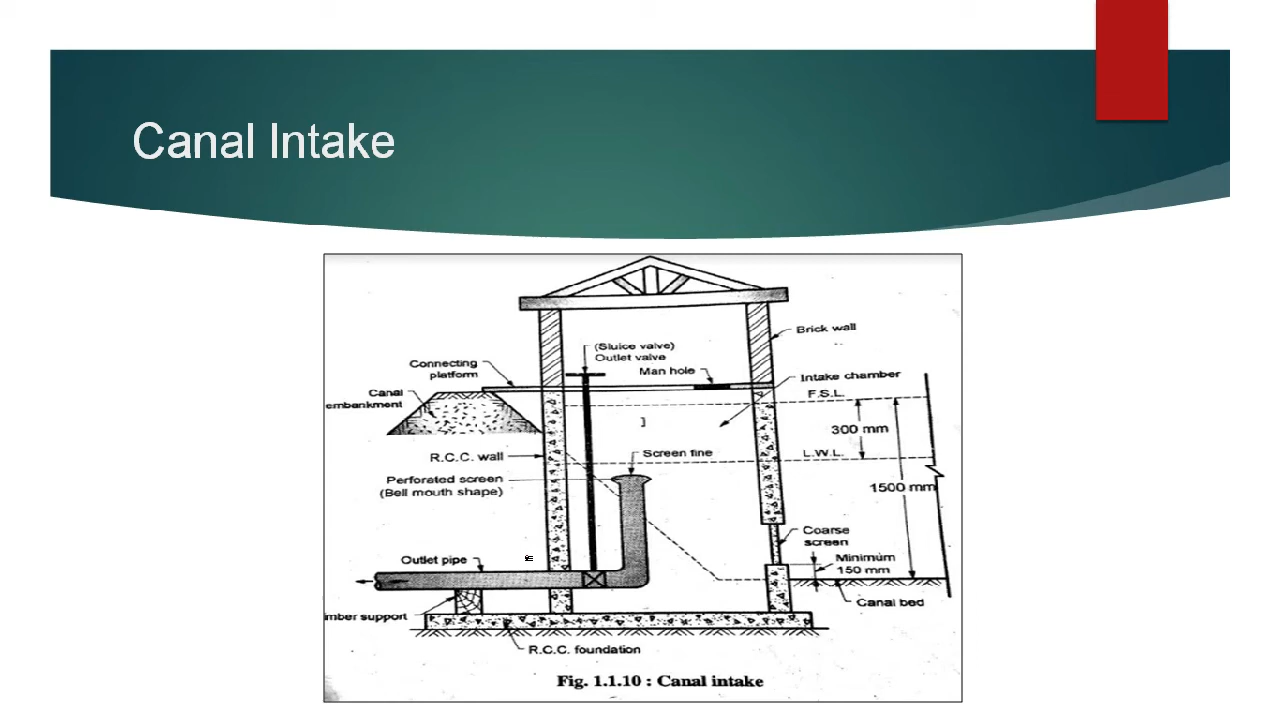 Canal Intake
Brick wall
(Sluice valve)
Outlet valve
Connecting
platform
Man hole
Intake chamber
Canal
embankment
F.S.L.
300 mm
R.C.C. wall
Screen fine
L.W.L.
Perforated screen
(Bell mouth shape)
1500 mm
Coarse
screen
Outlet pipe
Minimum
150 mm
Canal bed
support
R.C.C. foundation
Fig. 1.1.10 : Canal intake